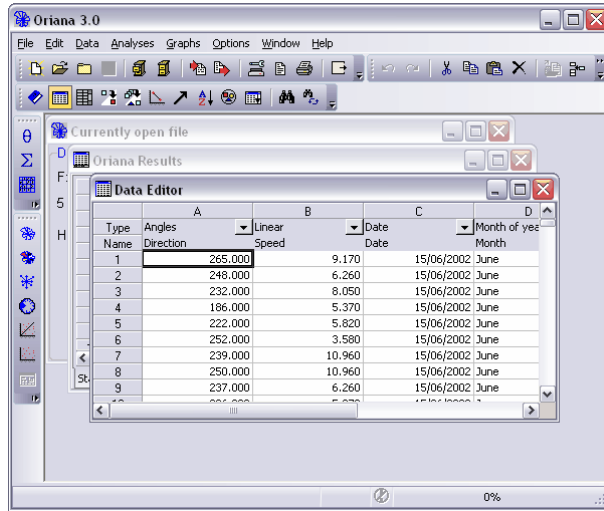 Oriana 3.0
File Edit Data Analyses Graphs Options Window Help
Currently open file
Oriana Results
Data Editor
A B C D
Type Angles Linear Date Month of yea
Name Direction Speed Date Month
1 265.000 9.170 15/06/2002 June
2 248.000 6.260 15/06/2002 June
3 232.000 8.050 15/06/2002 June
4 186.000 5.370 15/06/2002 June
5 222.000 5.820 15/06/2002 June
6 252.000 3.580 15/06/2002 June
7 239.000 10.960 15/06/2002 June
8 250.000 10.960 15/06/2002 June
9 237.000 6.260 15/06/2002 June
D
F:
5
H
St
θ
Σ
0%